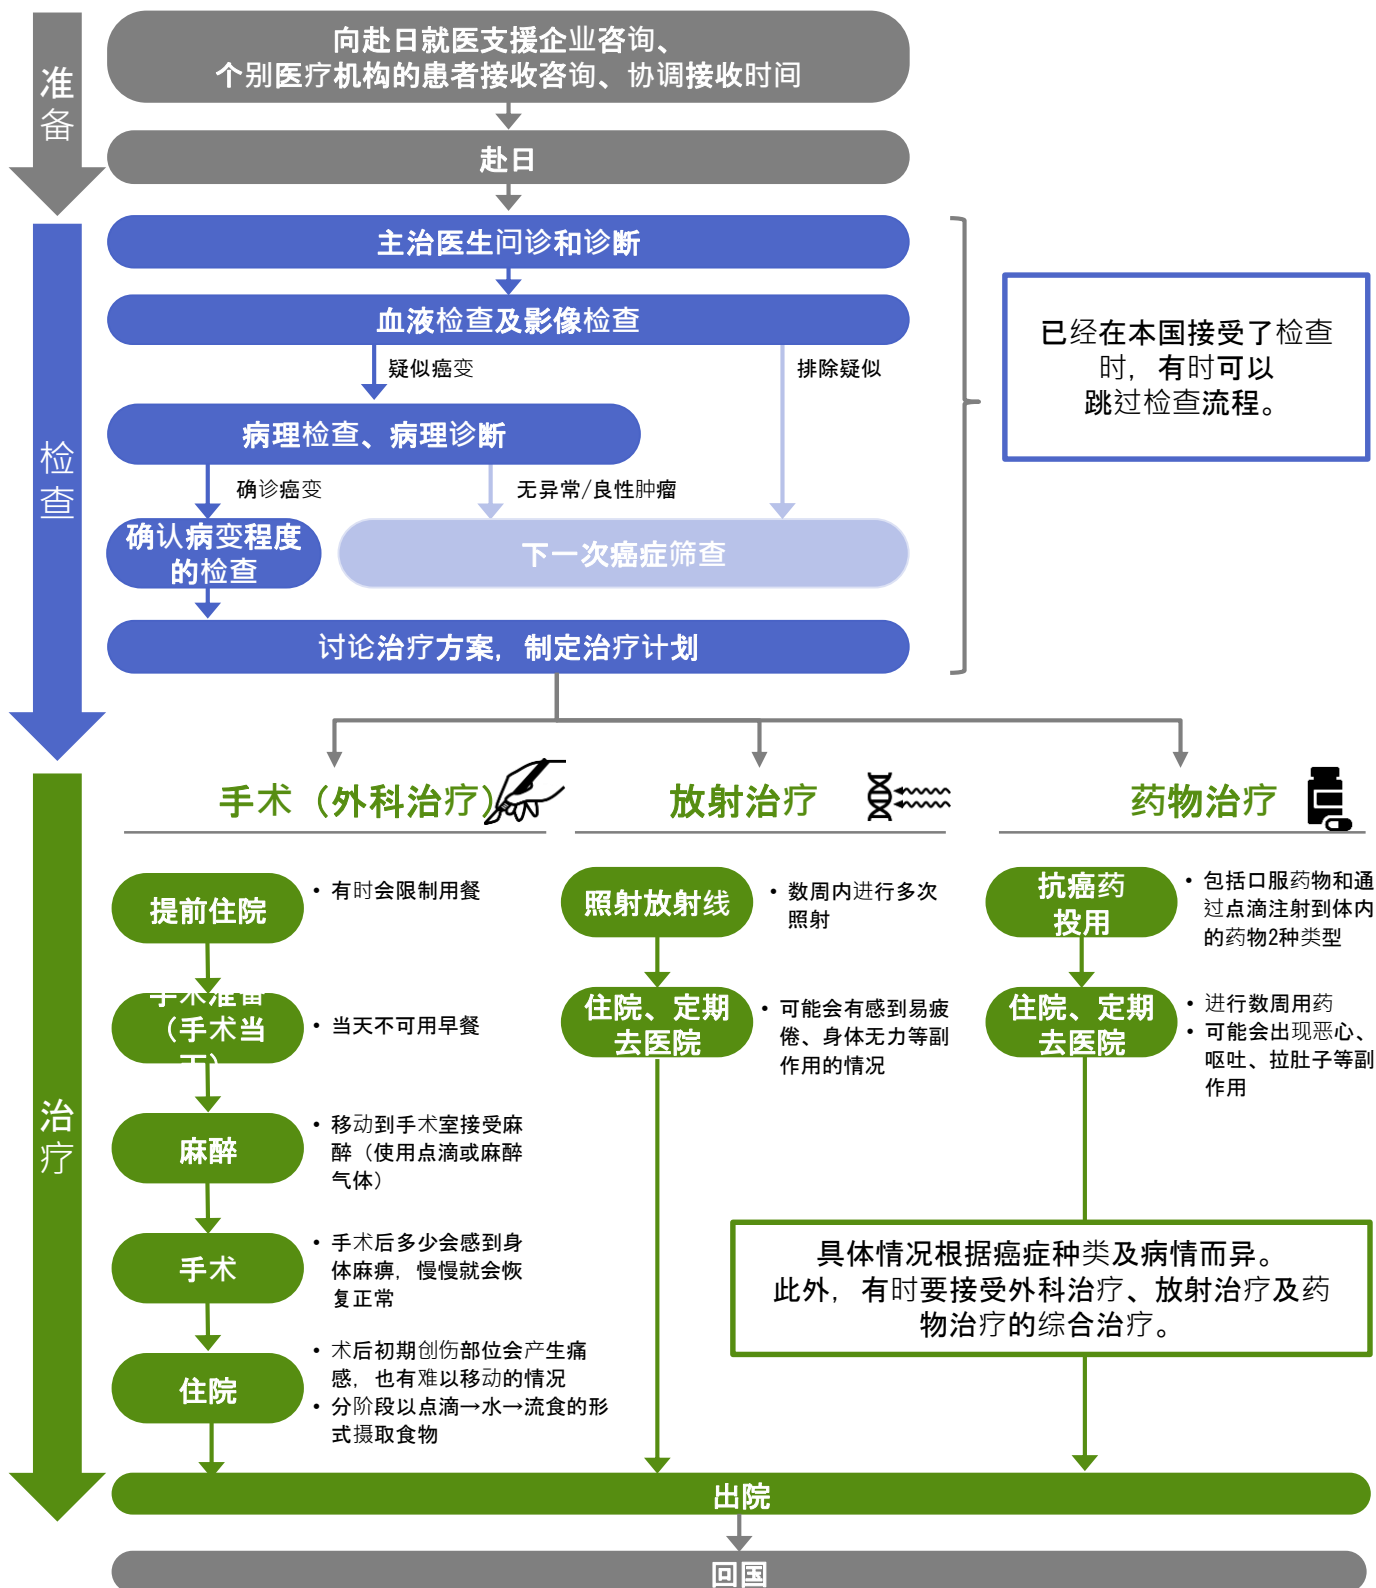 准备
向赴日就医支援企业咨询、
个别医疗机构的患者接收咨询、协调接收时间
赴日
检查
主治医生问诊和诊断
血液检查及影像检查
疑似癌变
排除疑似
病理检查、病理诊断
确诊癌变
无异常/良性肿瘤
确认病变程度
的检查
下一次癌症筛查
讨论治疗方案，制定治疗计划
已经在本国接受了检查
时，有时可以
跳过检查流程。
治疗
手术（外科治疗）
提前住院
• 有时会限制用餐
手术准备
（手术当
天）
• 当天不可用早餐
麻醉
• 移动到手术室接受麻
醉（使用点滴或麻醉
气体）
手术
• 手术后多少会感到身
体麻痹，慢慢就会恢
复正常
住院
• 术后初期创伤部位会产生痛
感，也有难以移动的情况
• 分阶段以点滴→水→流食的形
式摄取食物
放射治疗
照射放射线
• 数周内进行多次
照射
住院、定期
去医院
• 可能会有感到易疲
倦、身体无力等副
作用的情况
药物治疗
抗癌药
投用
• 包括口服药物和通
过点滴注射到体内
的药物2种类型
住院、定期
去医院
• 进行数周用药
• 可能会出现恶心、
呕吐、拉肚子等副
作用
具体情况根据癌症种类及病情而异。
此外，有时要接受外科治疗、放射治疗及药
物治疗的综合治疗。
出院
回国